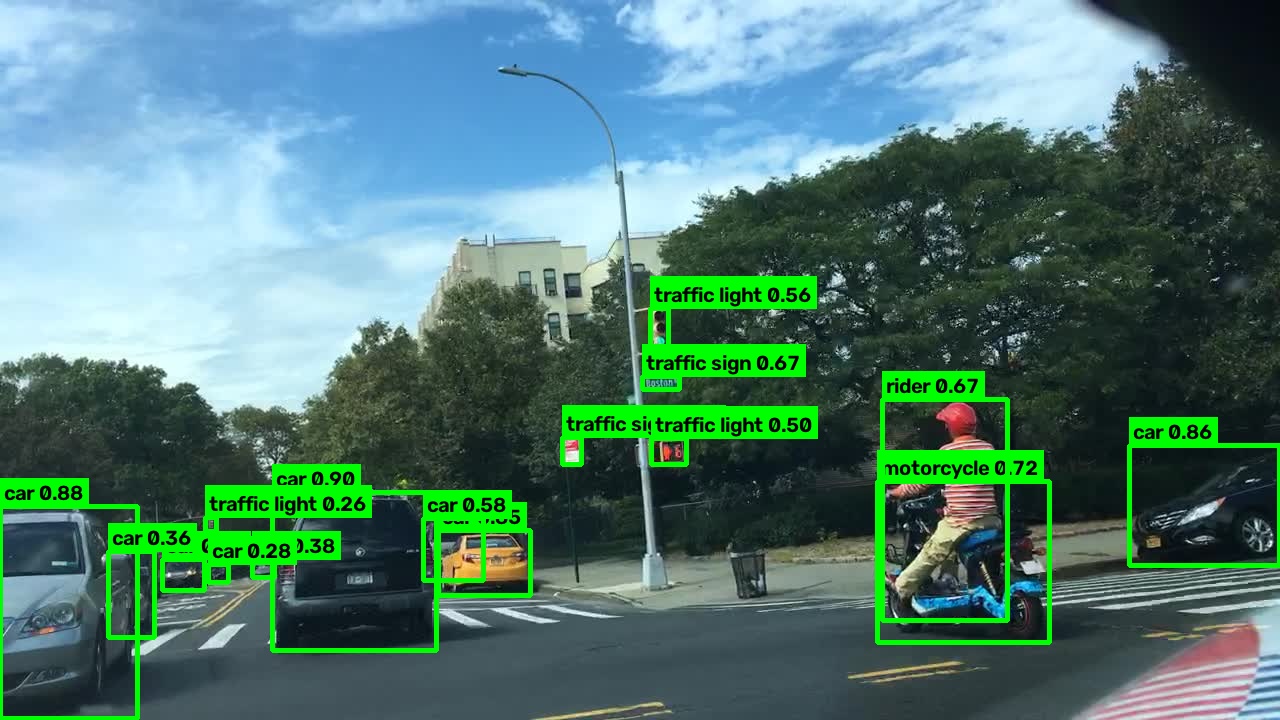 traffic light 0.56
traffic sign 0.67
Boston
rider 0.67
traffic si
traffic light 0.50
car 0.86
motorcycle 0.72
car 0.90
car 0.88
traffic light 0.26
car 0.58
car 0.36
car 0.28
0.38